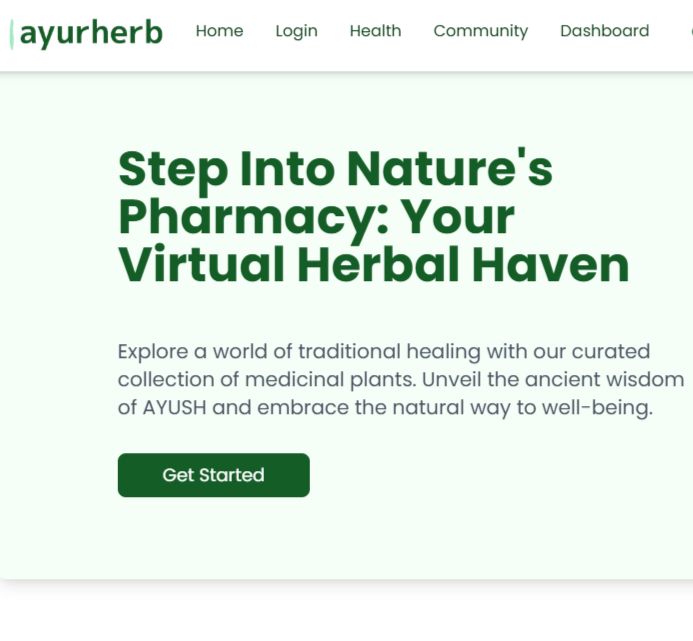 ayurherb Home Login Health Community Dashboard
Step Into Nature's
Pharmacy: Your
Virtual Herbal Haven
Explore a world of traditional healing with our curated
collection of medicinal plants. Unveil the ancient wisdom
of AYUSH and embrace the natural way to well-being.
Get Started